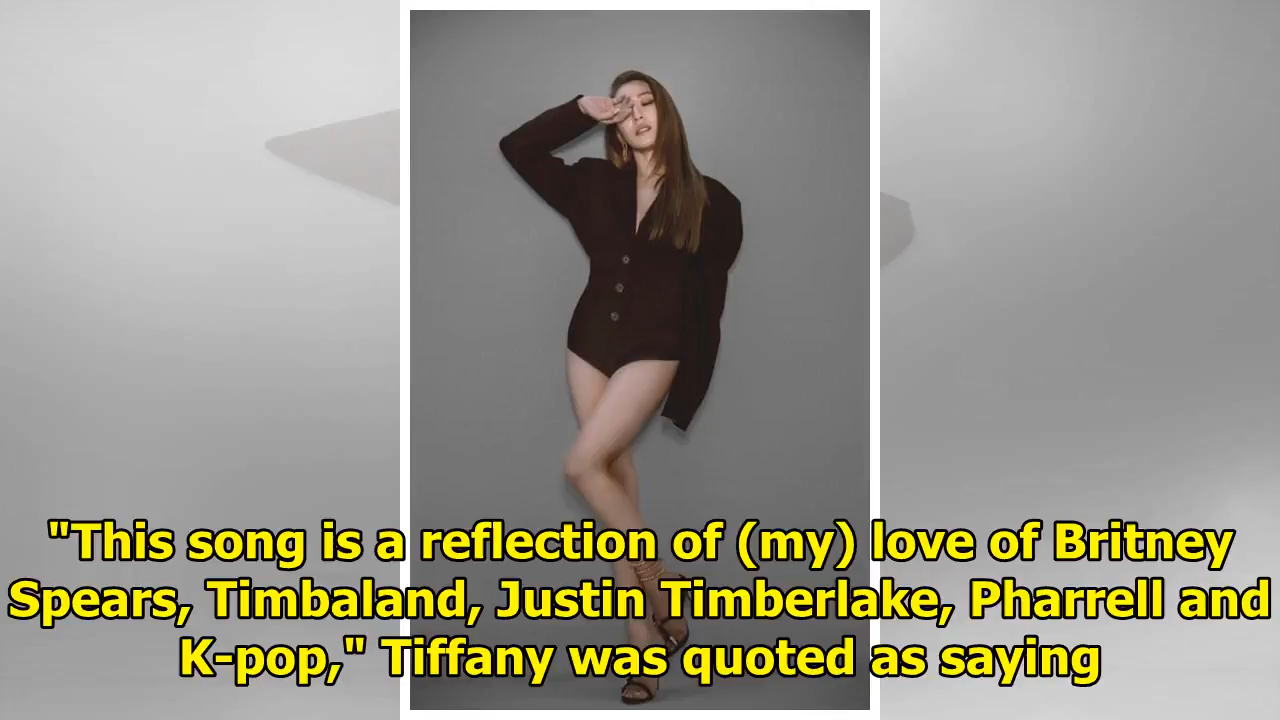 "This song is a reflection of (my) love of Britney
Spears, Timbaland, Justin Timberlake, Pharrell and
K-pop," Tiffany was quoted as saying